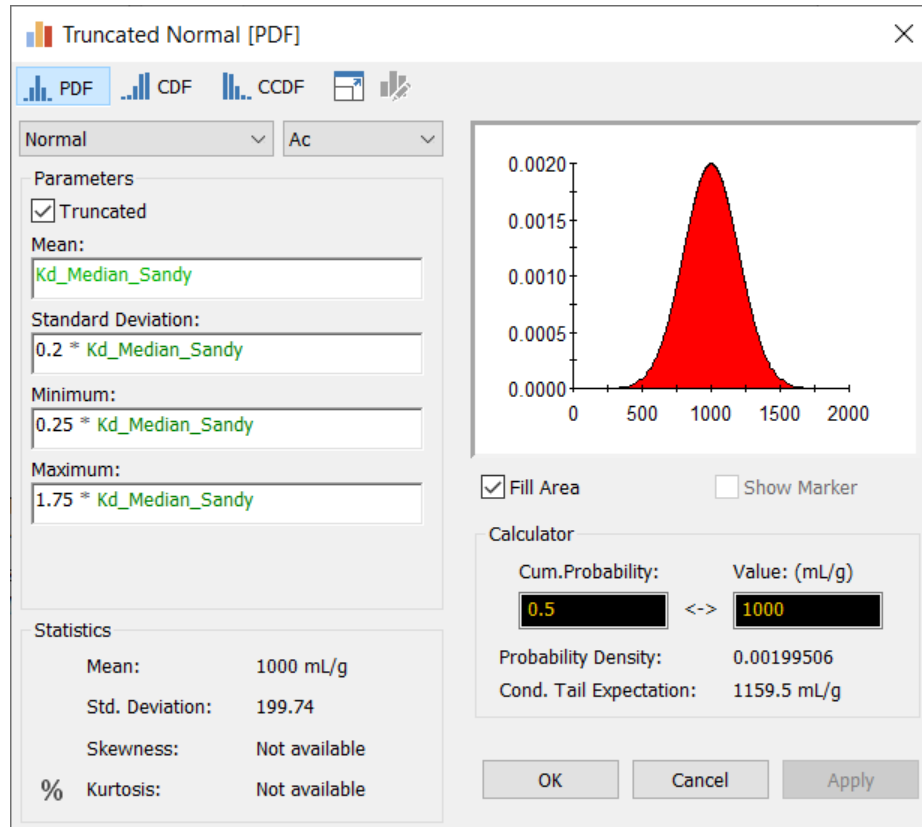 Truncated Normal [PDF]
PDF CDF CCDF
Normal Ac
Parameters
Truncated
Mean:
Kd_Median_Sandy
Standard Deviation:
0.2 * Kd_Median_Sandy
Minimum:
0.25 * Kd_Median_Sandy
Maximum:
1.75 * Kd_Median_Sandy
Statistics
Mean: 1000 mL/g
Std. Deviation: 199.74
Skewness: Not available
% Kurtosis: Not available
0.0020
0.0015
0.0010
0.0005
0.0000
0 500 1000 1500 2000
Fill Area Show Marker
Calculator
Cum.Probability: Value: (mL/g)
0.5 <-> 1000
Probability Density: 0.00199506
Cond. Tail Expectation: 1159.5 mL/g
OK Cancel Apply